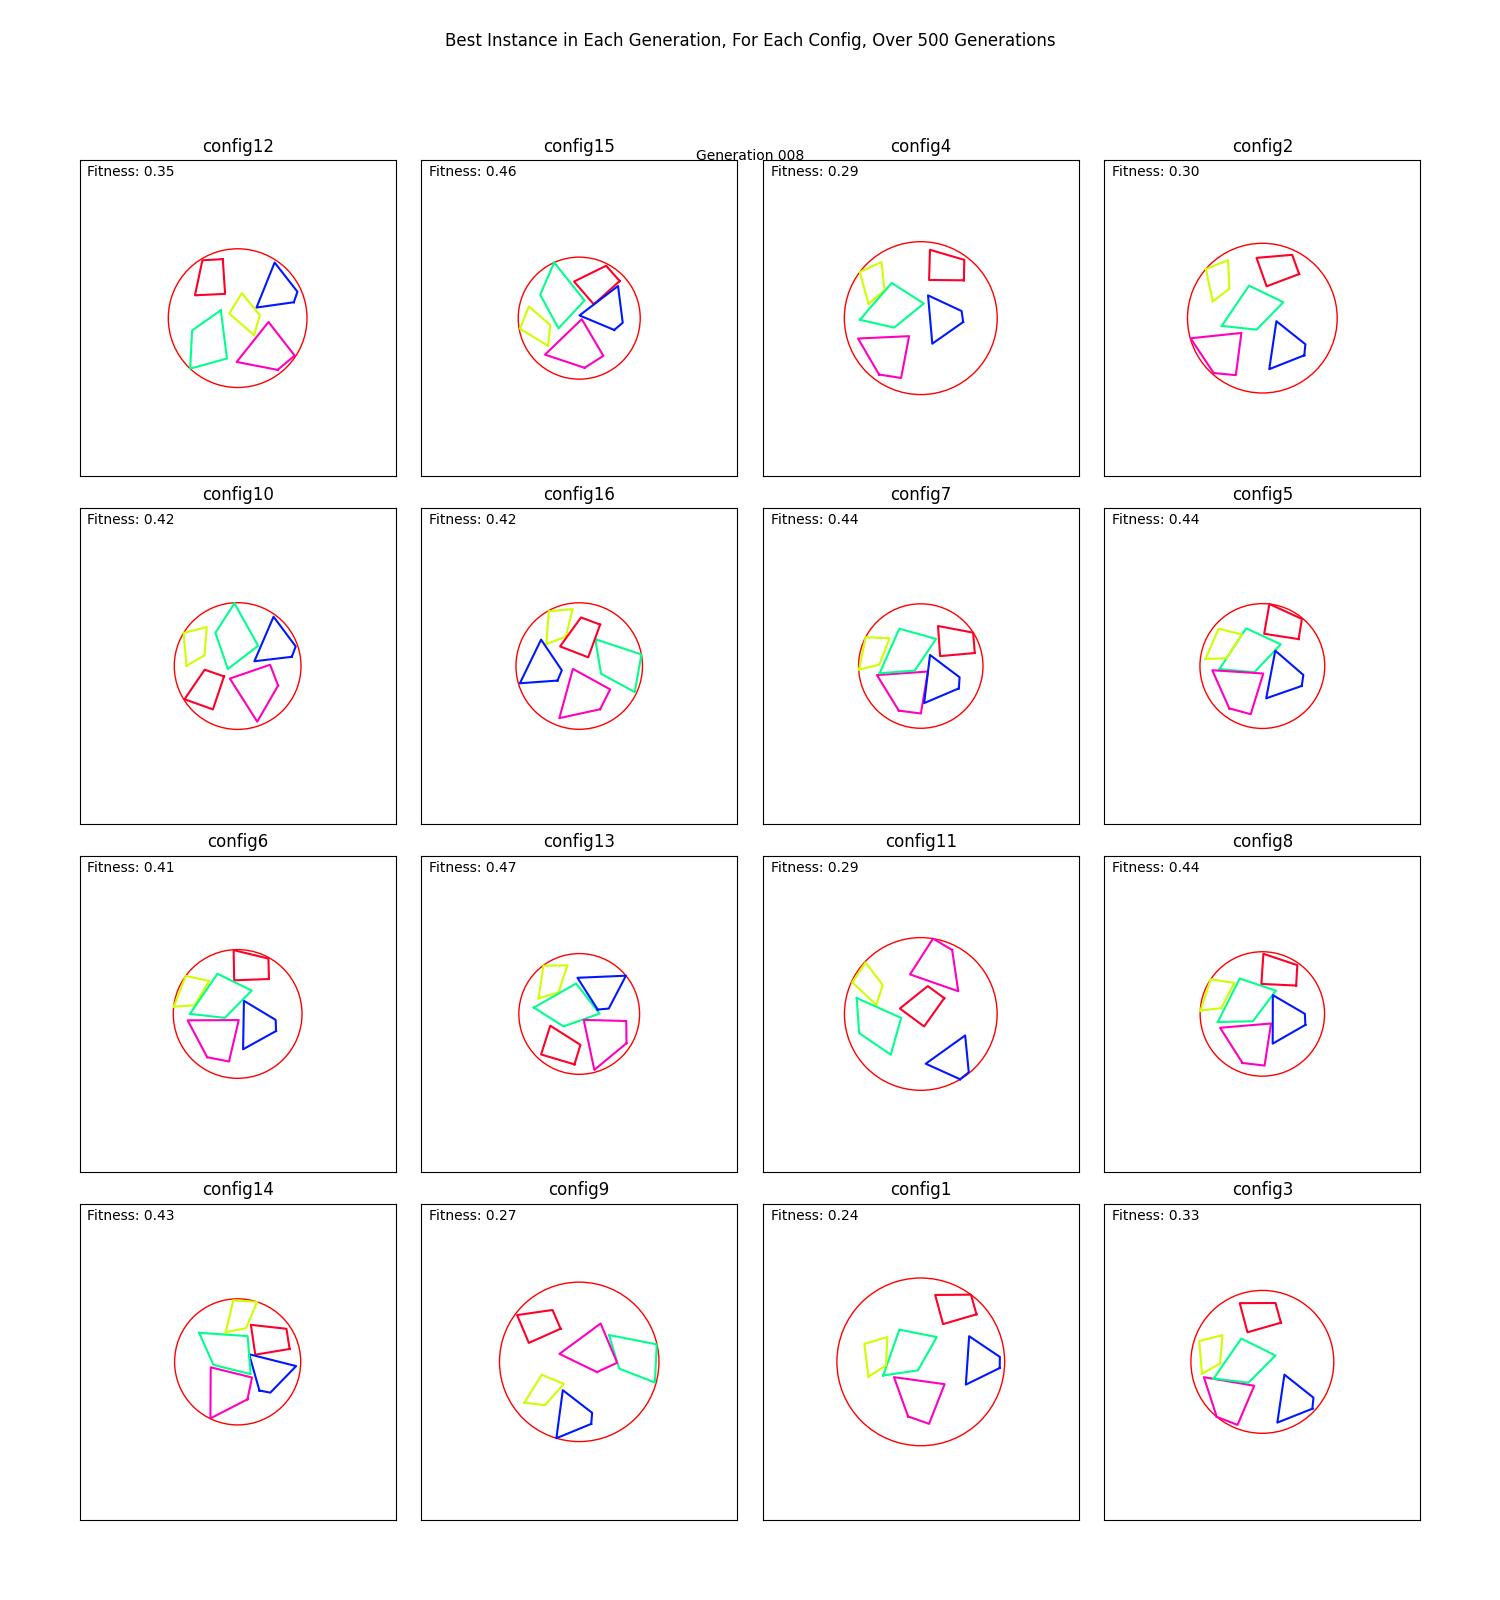 Best Instance in Each Generation, For Each Config, Over 500 Generations
Generation 008
config12
config15
config4
config2
Fitness: 0.35
Fitness: 0.46
Fitness: 0.29
Fitness: 0.30
config10
config16
config7
config5
Fitness: 0.42
Fitness: 0.42
Fitness: 0.44
Fitness: 0.44
config6
config13
config11
config8
Fitness: 0.41
Fitness: 0.47
Fitness: 0.29
Fitness: 0.44
config14
config9
config1
config3
Fitness: 0.43
Fitness: 0.27
Fitness: 0.24
Fitness: 0.33